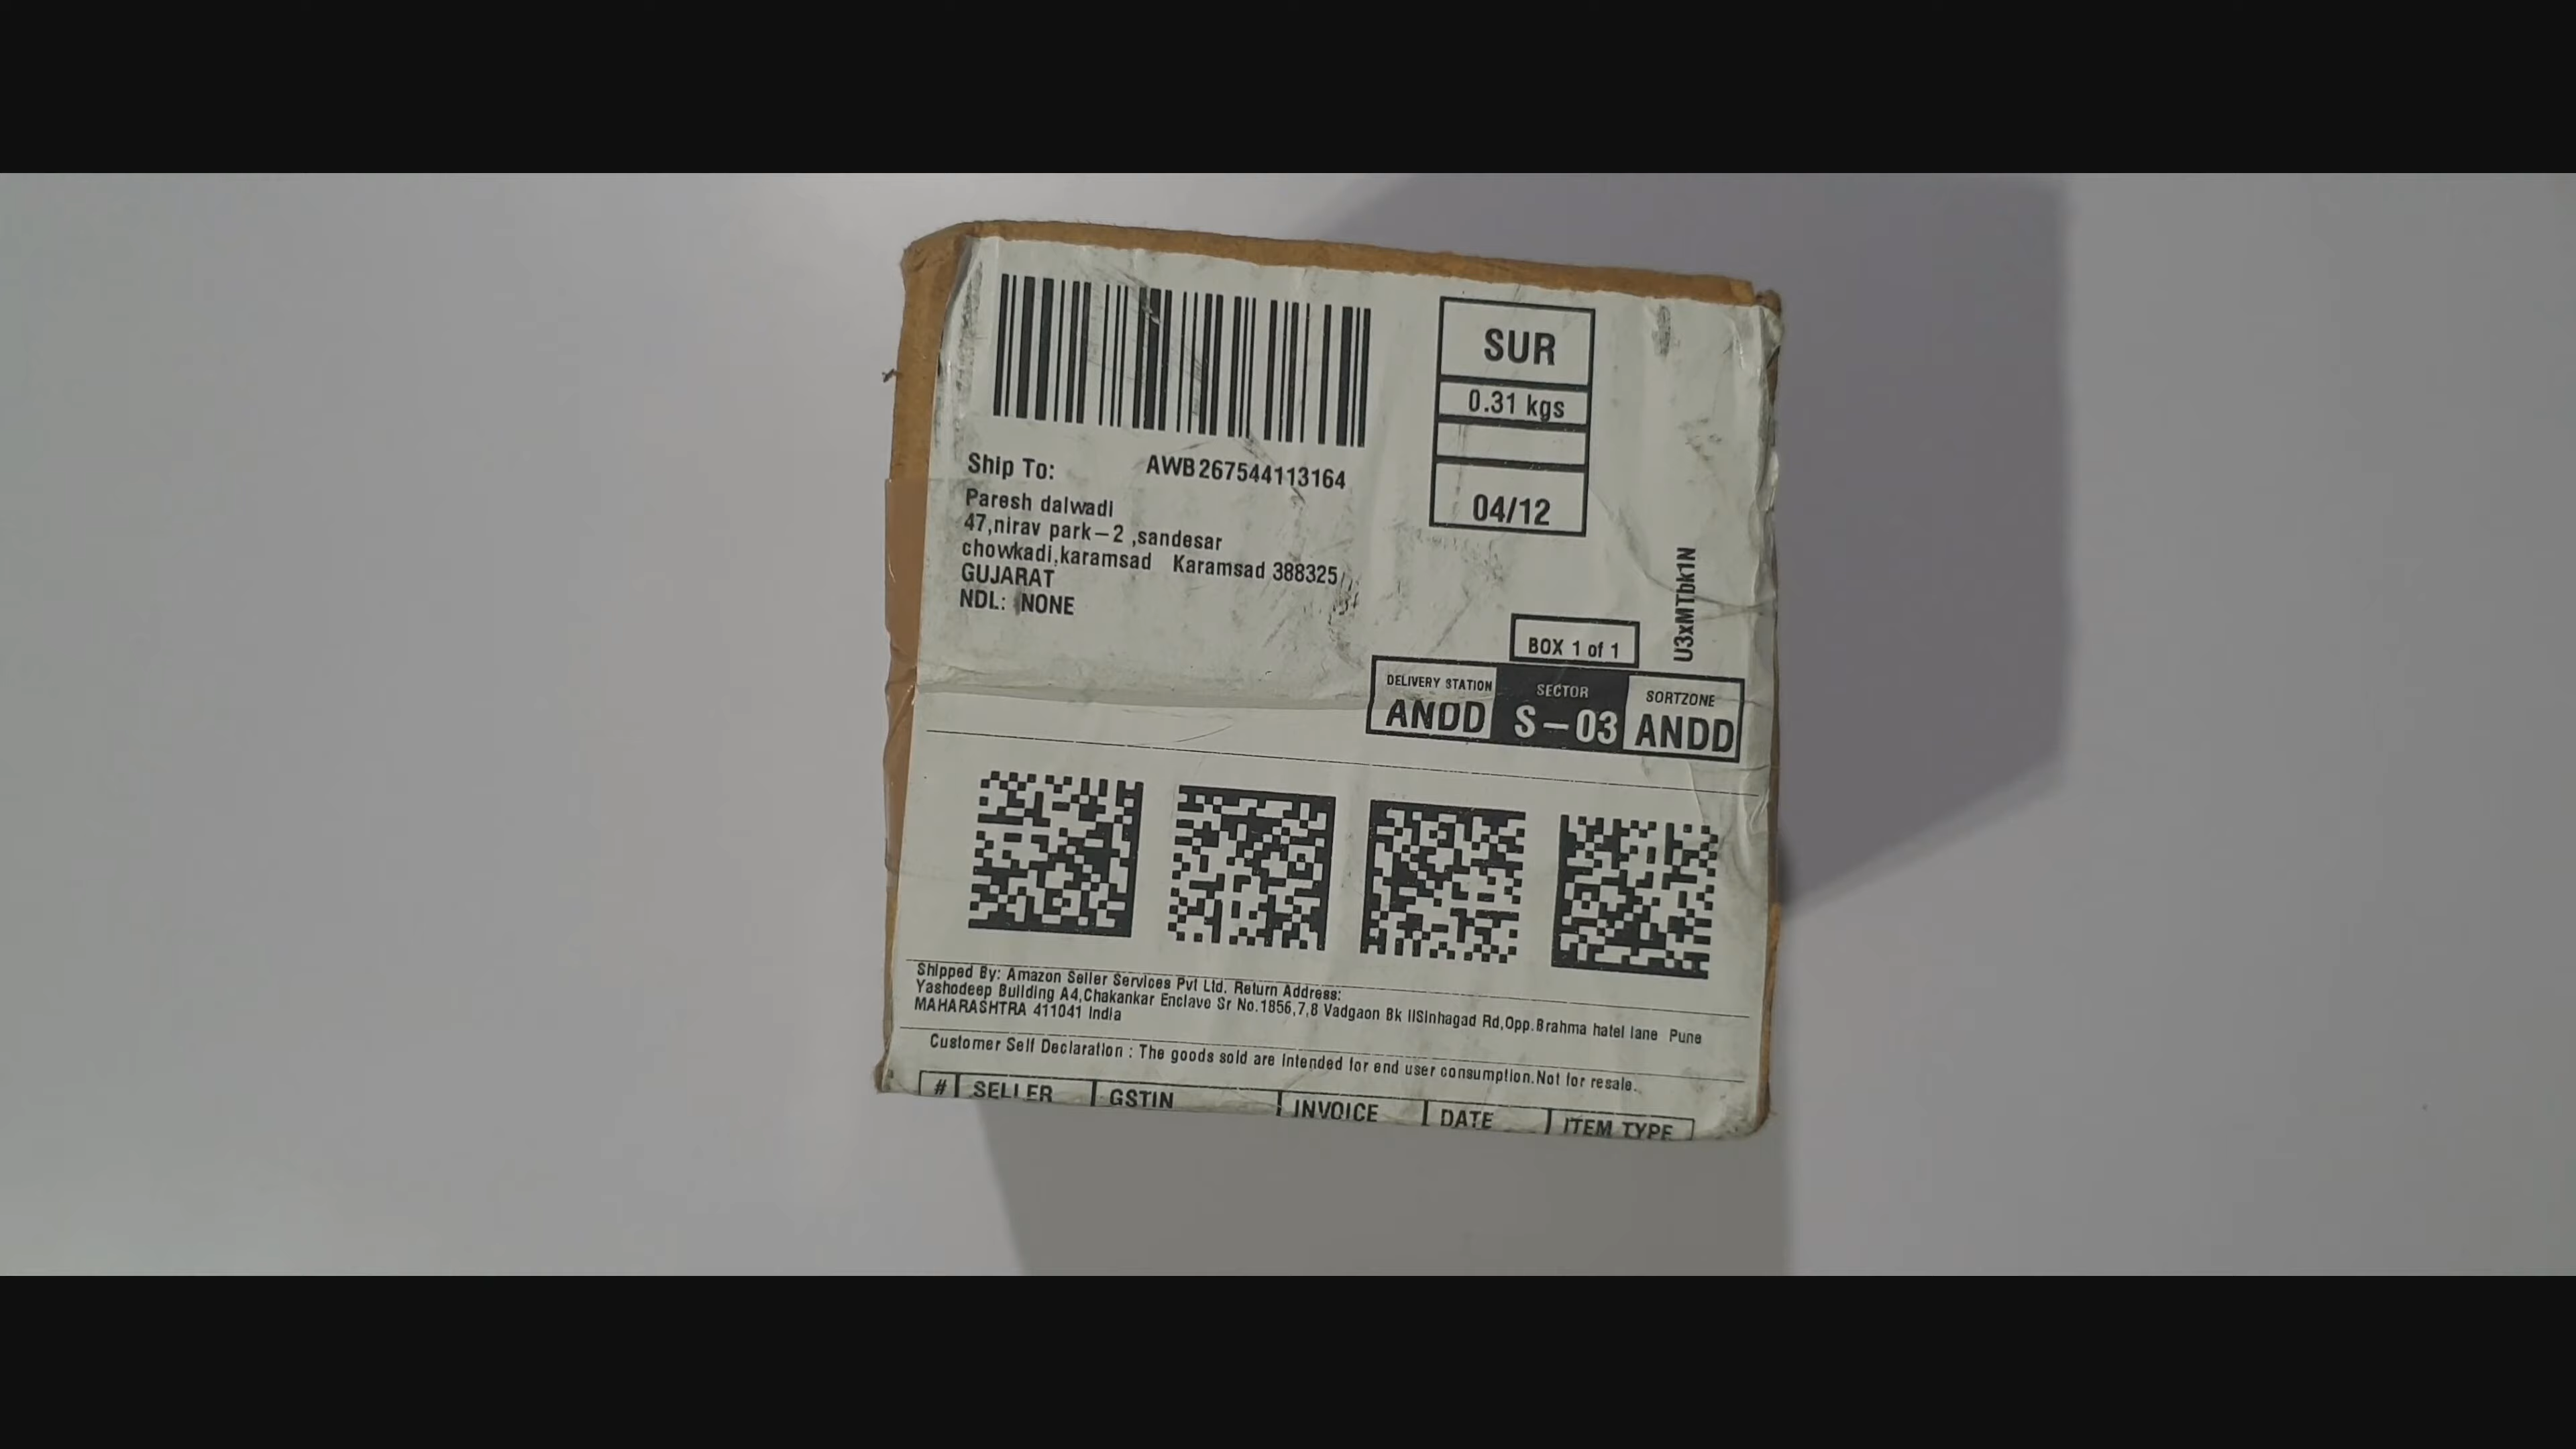 SUR
0.31 kgs
04/12
Ship To:
AWB267544113164
Paresh dalwadi
47,nirav park-2 ,sandesar
chowkadi,karamsad Karamsad 388325
GUJARAT
NDL: NONE
U3xMTbk1N
BOX 1 of 1
DELIVERY STATION
ANDD
SECTOR
S-03
SORTZONE
ANDD
Shipped By: Amazon Seller Services Pvt Ltd. Return Address:
Yashodeep Building A4,Chakankar Enclave Sr No.1856,7,8 Vadgaon Bk IISinhagad Rd,Opp.Brahma hatel lane Pune
MAHARASHTRA 411041 India
Customer Self Declaration : The goods sold are intended for end user consumption.Not for resale.
# SELLER GSTIN INVOICE DATE ITEM TYPE